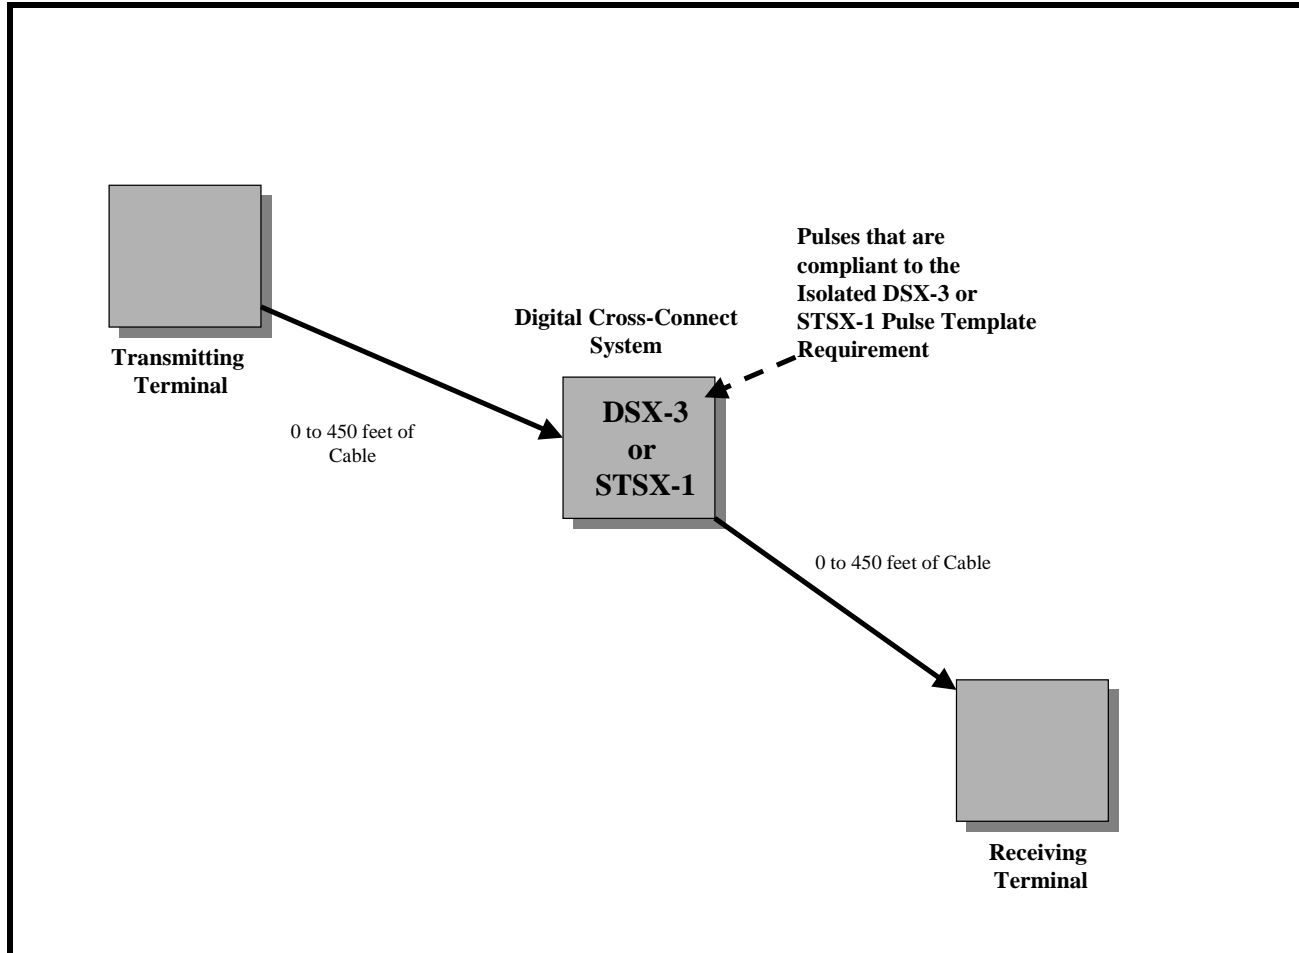 Pulses that are
compliant to the
Isolated DSX-3 or
STSX-1 Pulse Template
Requirement
Digital Cross-Connect
System
Transmitting
Terminal
DSX-3
or
STSX-1
0 to 450 feet of
Cable
0 to 450 feet of Cable
Receiving
Terminal